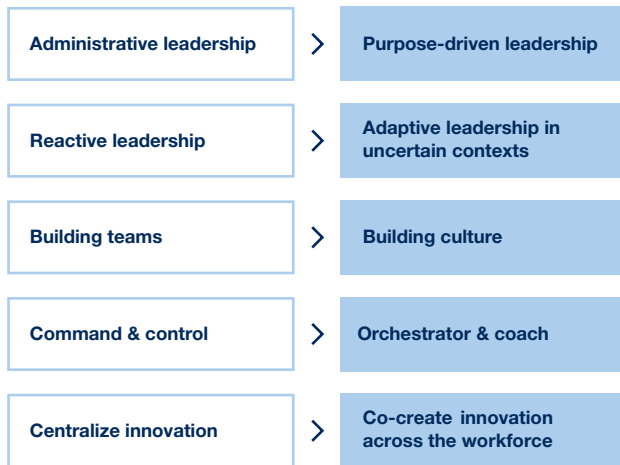 Administrative leadership
Purpose-driven leadership
Reactive leadership
Adaptive leadership in
uncertain contexts
Building teams
Building culture
Command & control
Orchestrator & coach
Centralize innovation
Co-create innovation
across the workforce